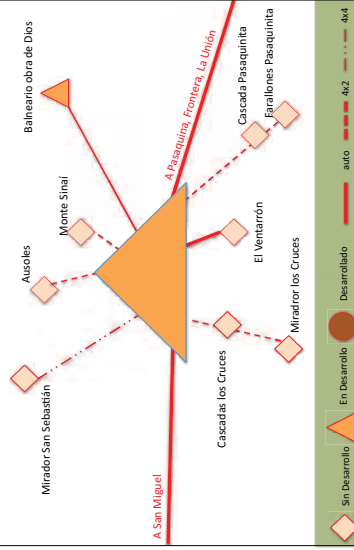 Balneario obra de Dios
Monte Sinaí
Ausoles
Mirador San Sebastián
A Pasaquina, Frontera, La Unión
Cascada Pasaquinita
Farallones Pasaquinita
El Ventarrón
A San Miguel
Cascadas los Cruces
Miradror los Cruces
Sin Desarrollo
En Desarrollo
Desarrollado
auto
4x2
4x4